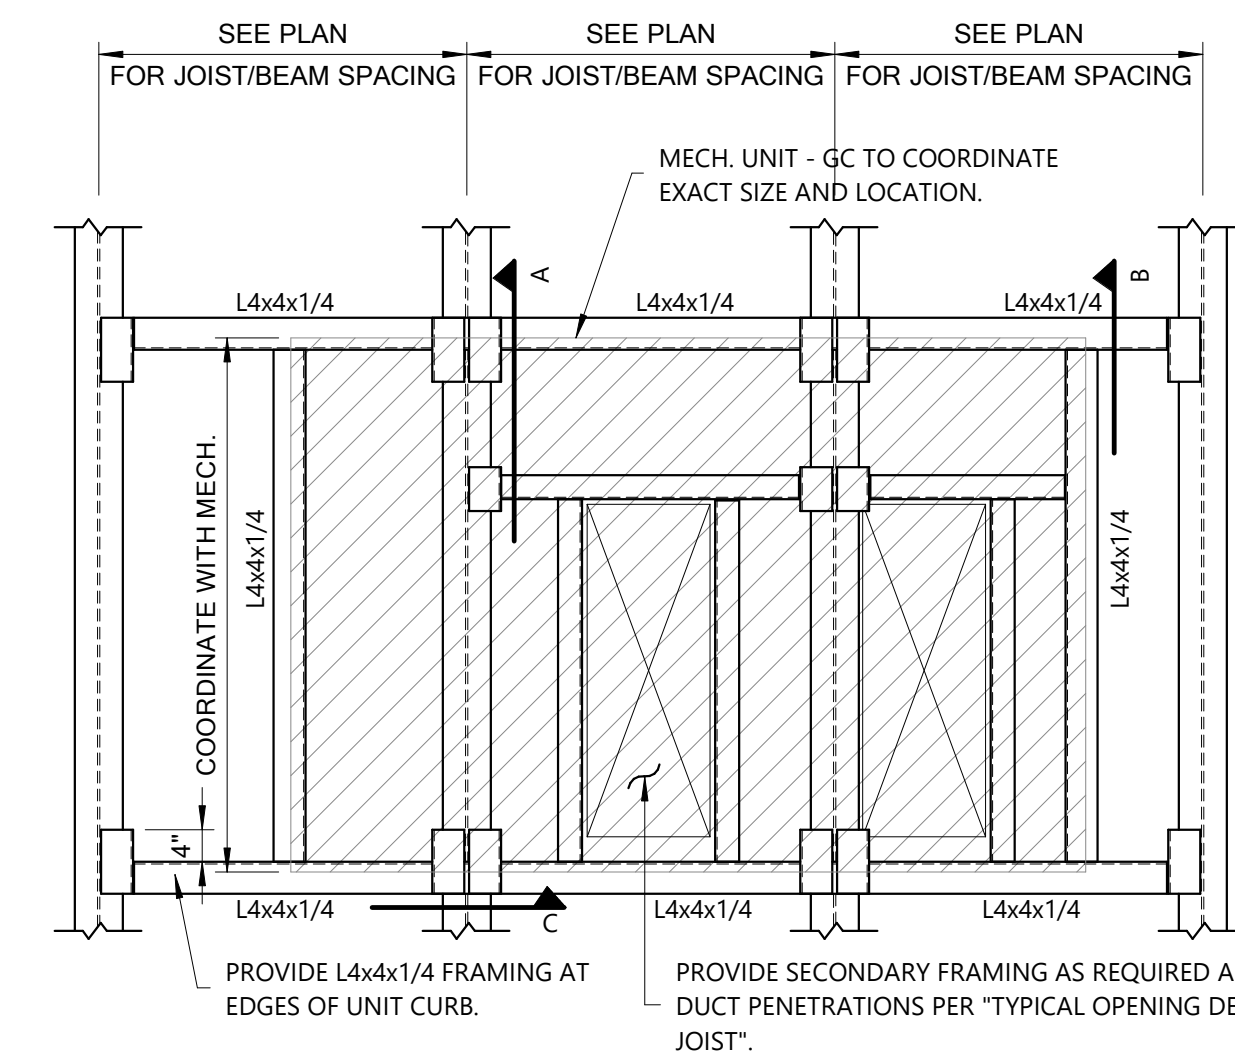 SEE PLAN
FOR JOIST/BEAM SPACING
SEE PLAN
FOR JOIST/BEAM SPACING
SEE PLAN
FOR JOIST/BEAM SPACING
MECH. UNIT - GC TO COORDINATE
EXACT SIZE AND LOCATION.
A
B
L4x4x1/4
L4x4x1/4
L4x4x1/4
COORDINATE WITH MECH.
L4x4x1/4
L4x4x1/4
4"
L4x4x1/4
L4x4x1/4
L4x4x1/4
C
PROVIDE L4x4x1/4 FRAMING AT
EDGES OF UNIT CURB.
PROVIDE SECONDARY FRAMING AS REQUIRED
DUCT PENETRATIONS PER "TYPICAL OPENING
JOIST".